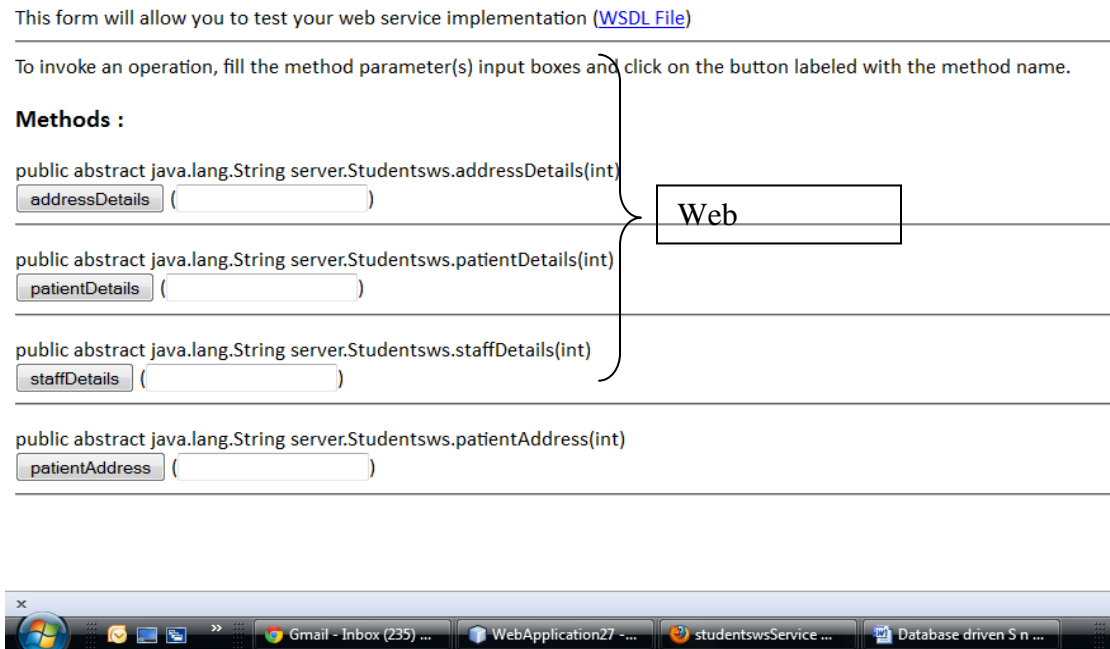 This form will allow you to test your web service implementation (WSDL File)
To invoke an operation, fill the method parameter(s) input boxes and click on the button labeled with the method name.
Methods :
public abstract java.lang.String server.Studentsws.addressDetails(int)
addressDetails ( )
Web
public abstract java.lang.String server.Studentsws.patientDetails(int)
patientDetails ( )
public abstract java.lang.String server.Studentsws.staffDetails(int)
staffDetails ( )
public abstract java.lang.String server.Studentsws.patientAddress(int)
patientAddress ( )
x
» Gmail - Inbox (235) ... WebApplication27 -... studentswsService ... Database driven S n ...